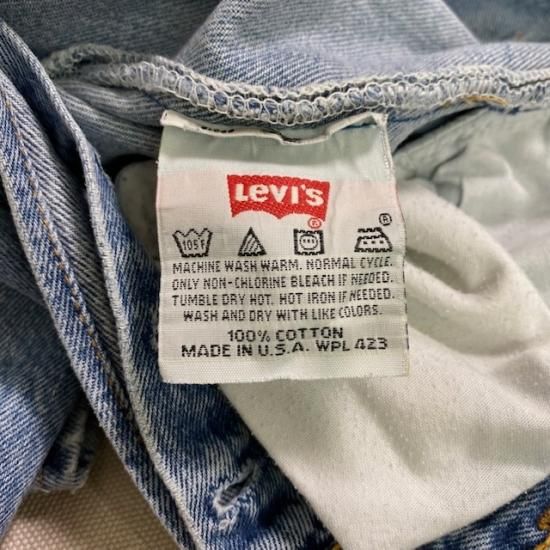 Levi's
®
®
105F
MACHINE WASH WARM. NORMAL CYCLE.
ONLY NON-CHLORINE BLEACH IF NEEDED.
TUMBLE DRY HOT. HOT IRON IF NEEDED.
WASH AND DRY WITH LIKE COLORS.
100% COTTON
MADE IN U.S.A. WPL 423